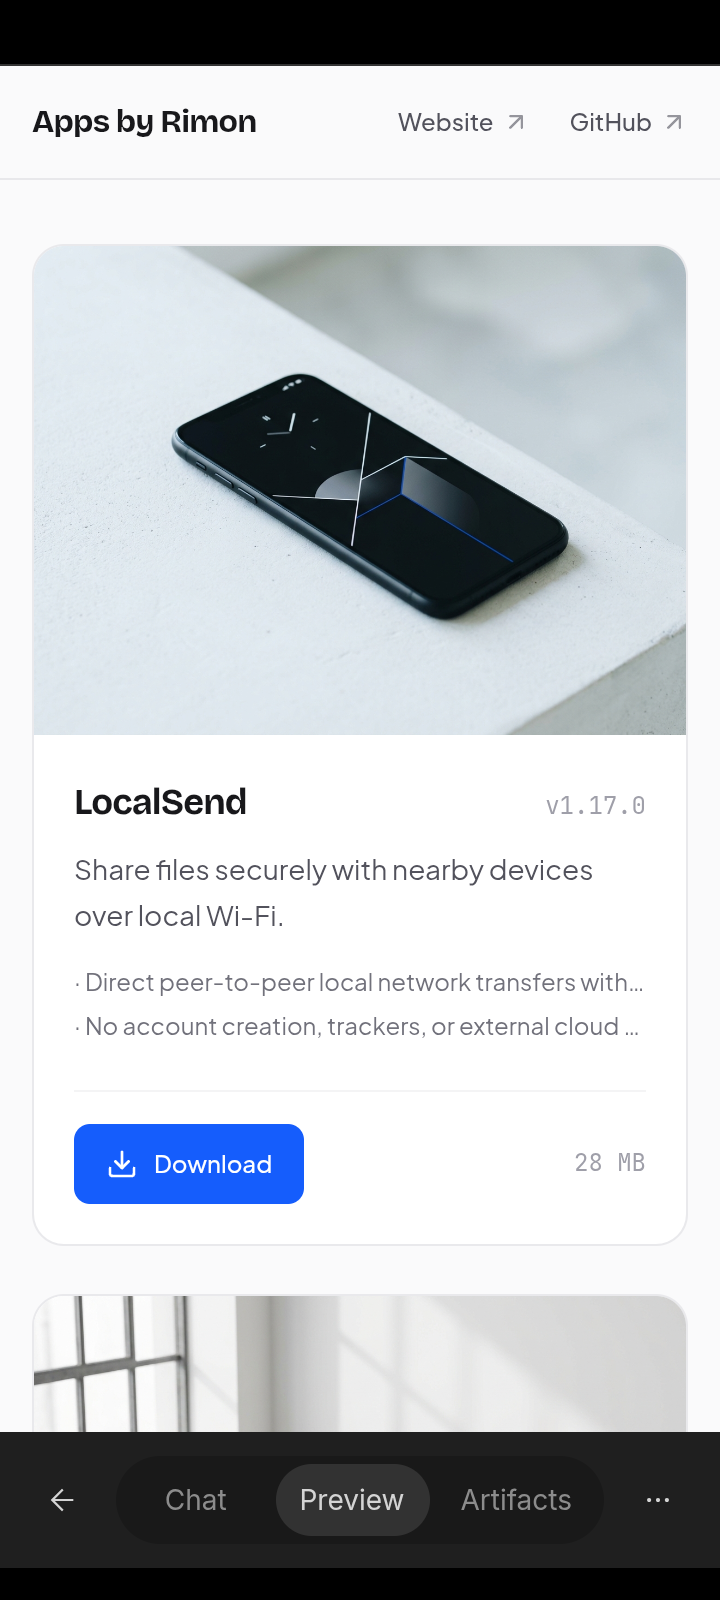 Apps by Rimon
Website
GitHub
LocalSend
v1.17.0
Share files securely with nearby devices
over local Wi-Fi.
· Direct peer-to-peer local network transfers with…
· No account creation, trackers, or external cloud …
Download
28 MB
Chat
Preview
Artifacts